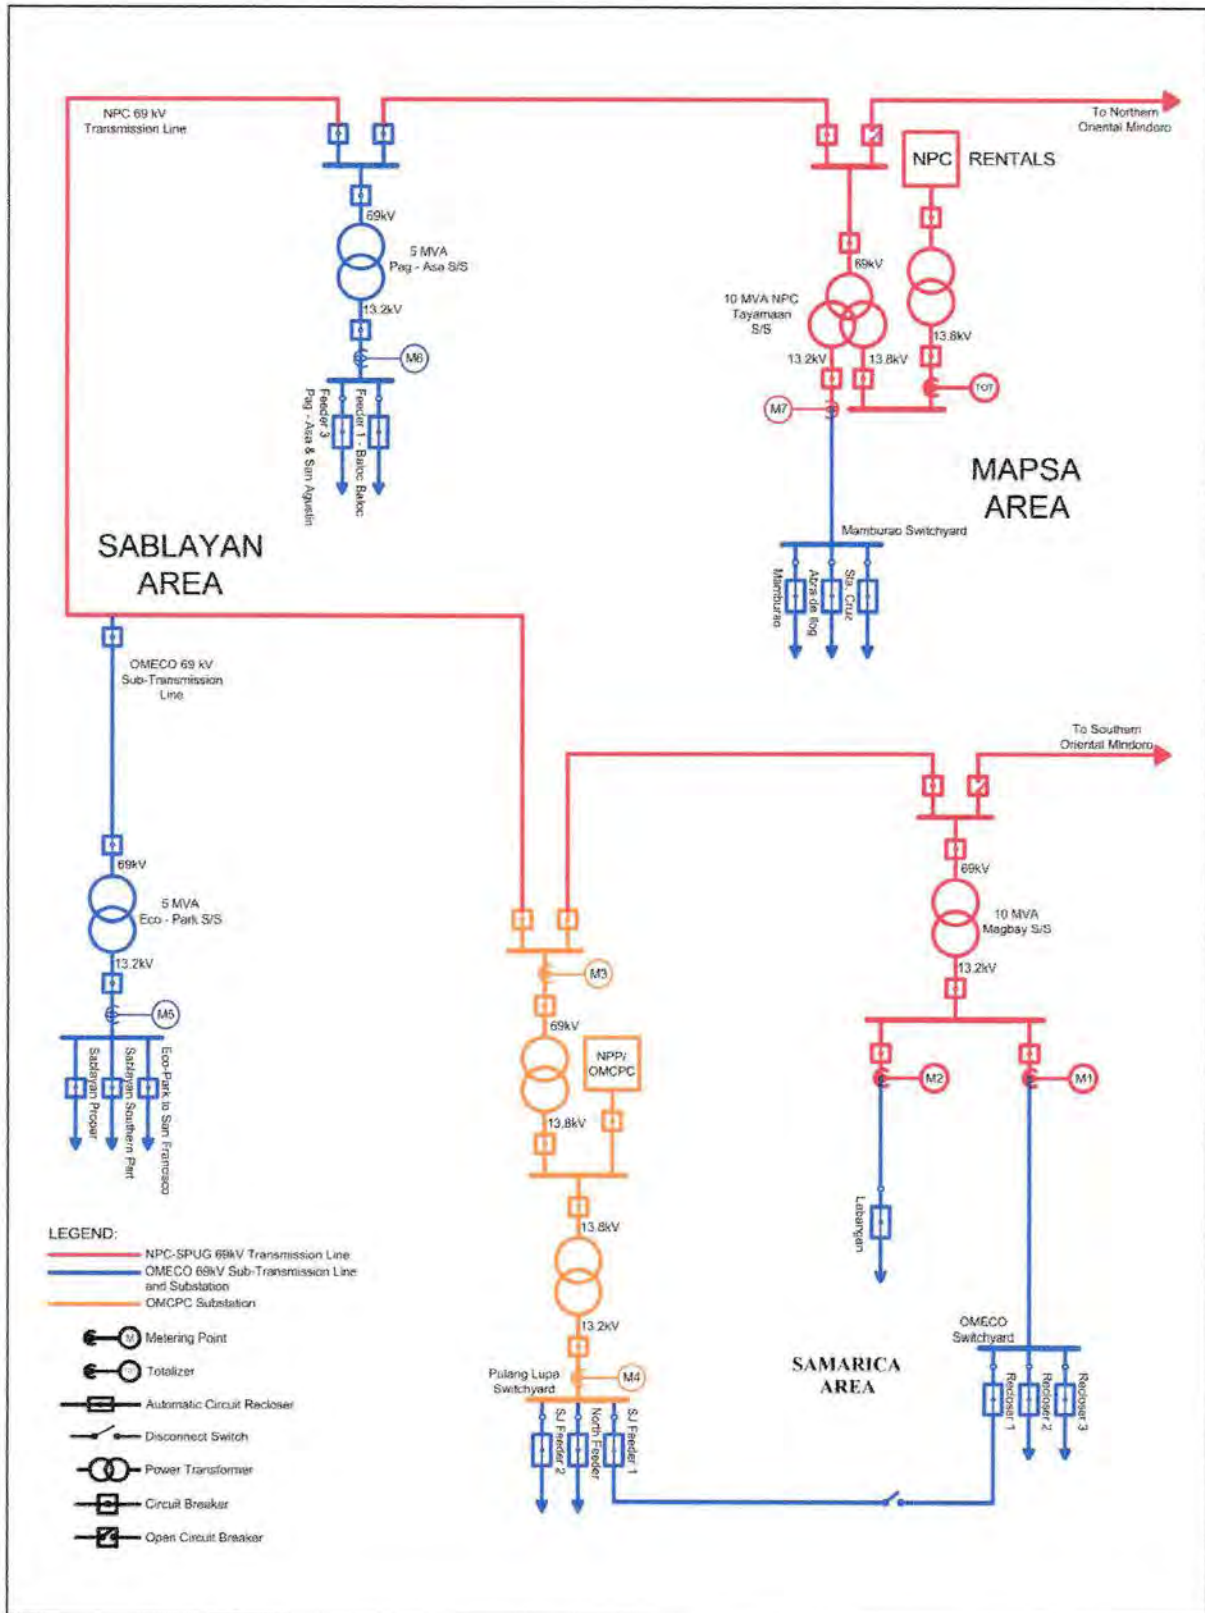 NPC 69 kV
Transmission Line
To Northern
Oriental Mindoro
NPC
RENTALS
69kV
5 MVA
Pag - Asa S/S
13.2kV
M6
Feeder 3
Pag - Asa & San Agustin
Feeder 1 - Baloc Baloc
69kV
10 MVA NPC
Tayamaan
S/S
13.2kV
13.8kV
13.8kV
TOT
M7
MAPSA
AREA
Mamburao Switchyard
Mamburao
Abra de Ilog
Sta. Cruz
SABLAYAN
AREA
OMECO 69 kV
Sub-Transmission
Line
69kV
5 MVA
Eco - Park S/S
13.2kV
M5
Sablayan Proper
Sablayan Southern Part
Eco-Park to San Francisco
To Southern
Oriental Mindoro
69kV
10 MVA
Magbay S/S
13.2kV
M2
M1
Labangan
OMECO
Switchyard
Recloser 1
Recloser 2
Recloser 3
SAMARICA
AREA
M3
69kV
NPP/
OMCPC
13.8kV
13.8kV
13.2kV
Pulang Lupa
Switchyard
M4
SJ Feeder 2
North Feeder
SJ Feeder 1
LEGEND:
NPC-SPUG 69kV Transmission Line
OMECO 69kV Sub-Transmission Line
and Substation
OMCPC Substation
M
Metering Point
Totalizer
Automatic Circuit Recloser
Disconnect Switch
Power Transformer
Circuit Breaker
Open Circuit Breaker